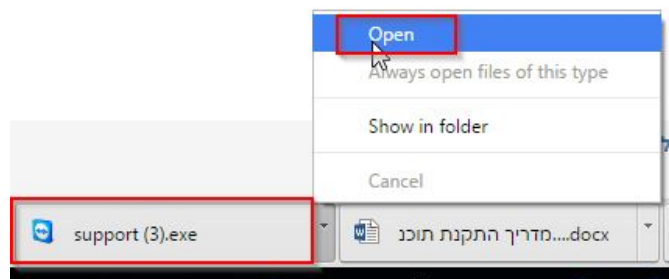 Open
Always open files of this type
Show in folder
Cancel
support (3).exe
מדריך התקנת תוכנ....docx